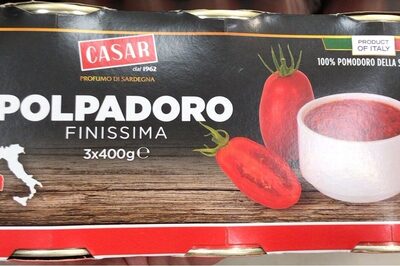 CASAR
dal 1962
PROFUMO DI SARDEGNA
PRODUCT
OF ITALY
100% POMODORO DELLA S
POLPADORO
FINISSIMA
3x400g e